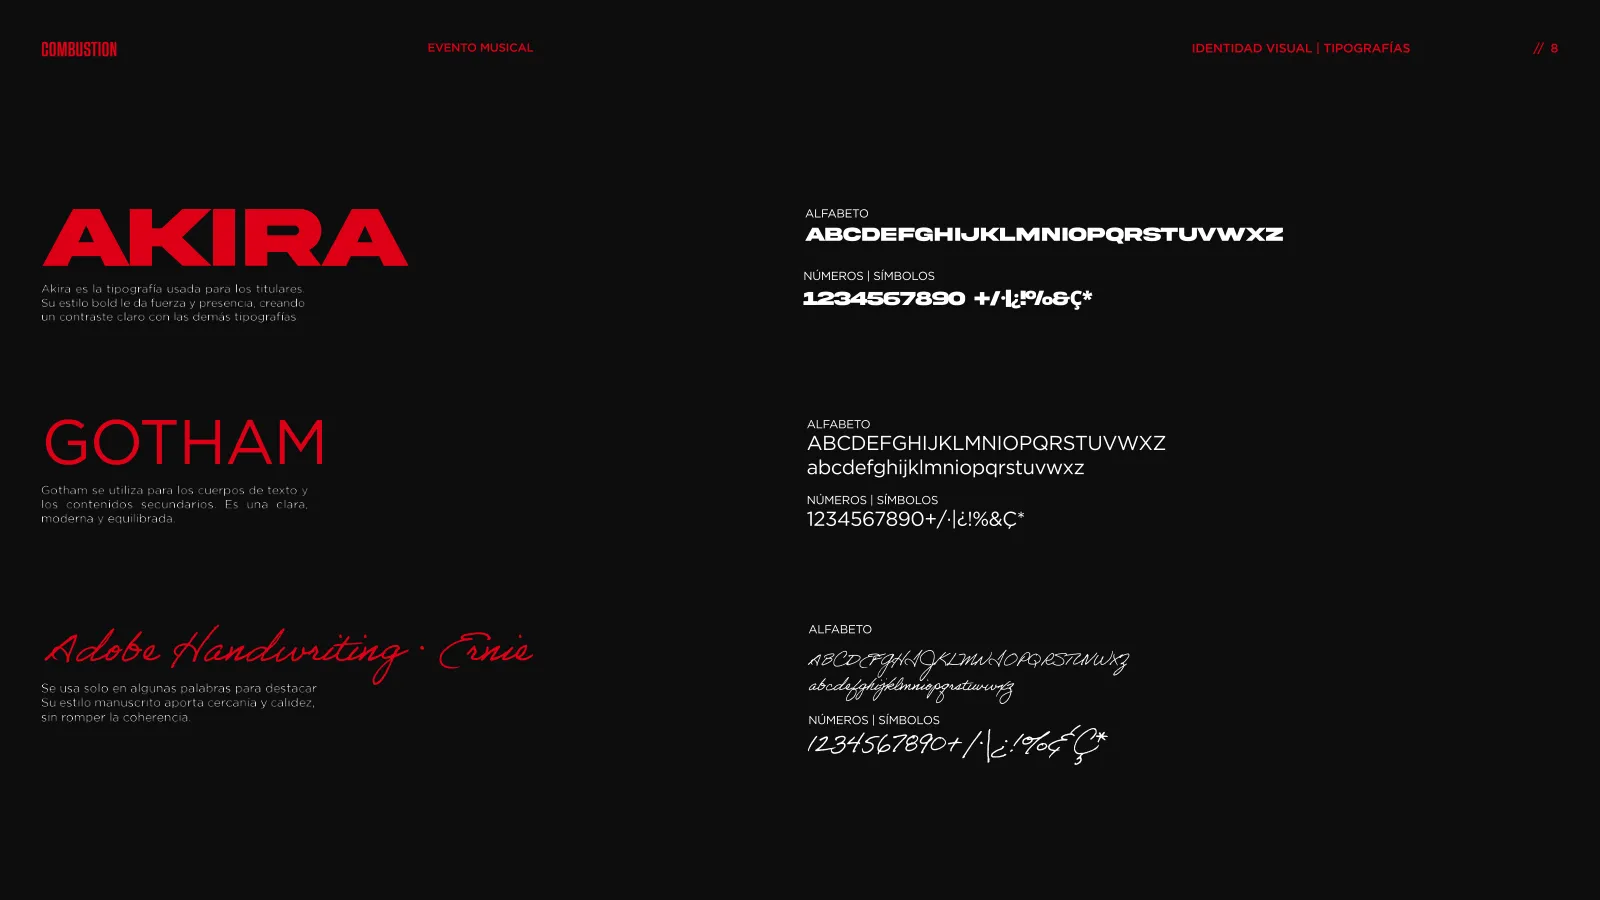 COMBUSTION
EVENTO MUSICAL
IDENTIDAD VISUAL | TIPOGRAFÍAS
// 8
AKIRA
Akira es la tipografía usada para los titulares.
Su estilo bold le da fuerza y presencia, creando
un contraste claro con las demás tipografías
ALFABETO
ABCDEFGHIJKLMNIOPQRSTUVWXZ
NÚMEROS | SÍMBOLOS
1234567890 +/·|¿!%&Ç*
GOTHAM
Gotham se utiliza para los cuerpos de texto y
los contenidos secundarios. Es una clara,
moderna y equilibrada.
ALFABETO
ABCDEFGHIJKLMNIOPQRSTUVWXZ
abcdefghijklmniopqrstuvwxz
NÚMEROS | SÍMBOLOS
1234567890+/·|¿!%&Ç*
Adobe Handwriting · Ernie
Se usa solo en algunas palabras para destacar
Su estilo manuscrito aporta cercanía y calidez,
sin romper la coherencia.
ALFABETO
ABCDEFGHIJKLMNIOPQRSTUVWXZ
abcdefghijklmniopqrstuvwxz
NÚMEROS | SÍMBOLOS
1234567890+/·|¿!%&Ç*